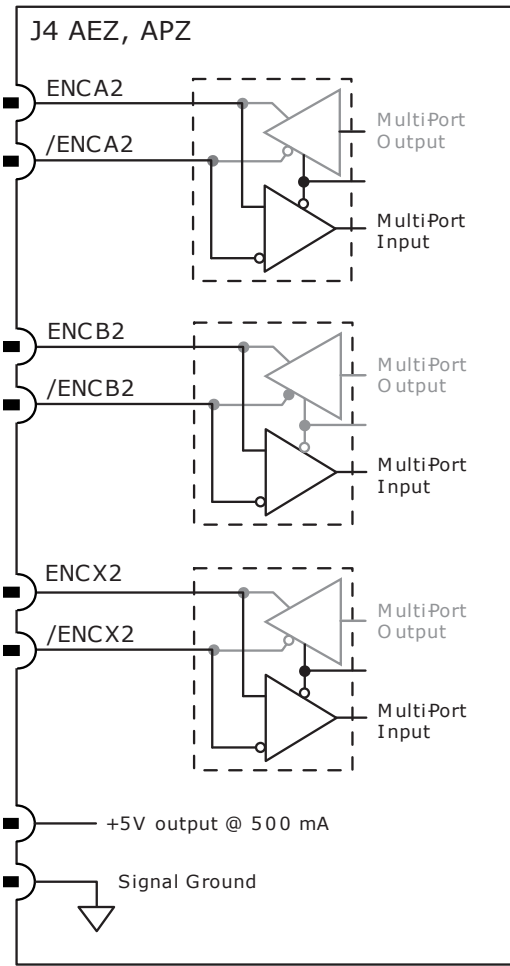 J4 AEZ, APZ
ENCA2
MultiPort
Output
/ENCA2
MultiPort
Input
ENCB2
MultiPort
Output
/ENCB2
MultiPort
Input
ENCX2
MultiPort
Output
/ENCX2
MultiPort
Input
+5V output @ 500 mA
Signal Ground